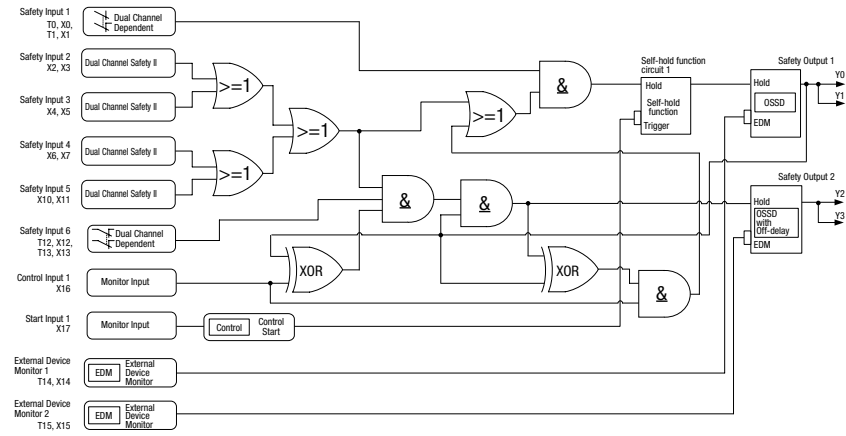 Safety Input 1
T0, X0,
T1, X1
Dual Channel
Dependent
Safety Input 2
X2, X3
Dual Channel Safety II
>=1
Safety Input 3
X4, X5
Dual Channel Safety II
>=1
Safety Input 4
X6, X7
Dual Channel Safety II
>=1
Safety Input 5
X10, X11
Dual Channel Safety II
>=1
&
Self-hold function
circuit 1
Hold
Self-hold
function
Trigger
Safety Output 1
Hold
OSSD
EDM
Y0
Y1
&
&
Safety Output 2
Hold
OSSD
with
Off-delay
EDM
Y2
Y3
Safety Input 6
T12, X12,
T13, X13
Dual Channel
Dependent
XOR
XOR
&
Control Input 1
X16
Monitor Input
Start Input 1
X17
Monitor Input
Control
Control
Start
External Device
Monitor 1
T14, X14
EDM
External
Device
Monitor
External Device
Monitor 2
T15, X15
EDM
External
Device
Monitor